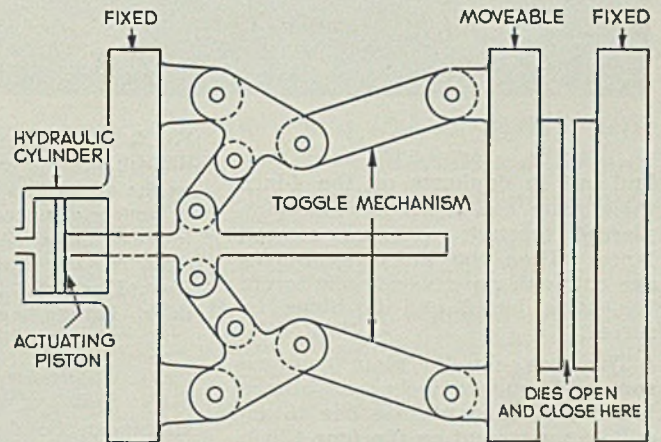 FIXED
MOVEABLE
FIXED
HYDRAULIC
CYLINDER
TOGGLE MECHANISM
ACTUATING
PISTON
DIES OPEN
AND CLOSE HERE